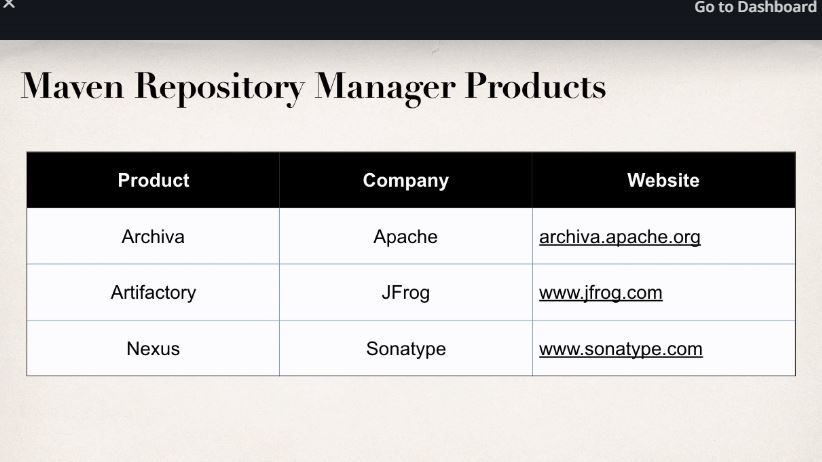 × Go to Dashboard
Maven Repository Manager Products
Product Company Website
Archiva Apache archiva.apache.org
Artifactory JFrog www.jfrog.com
Nexus Sonatype www.sonatype.com